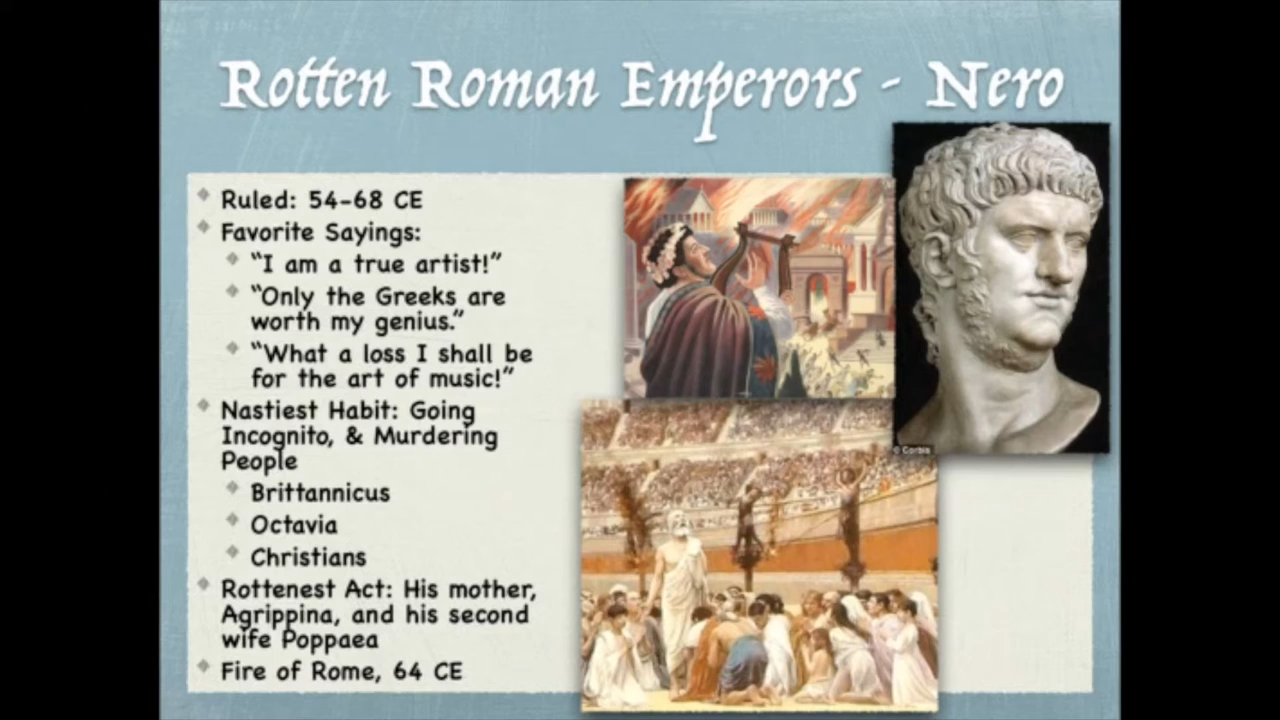 Rotten Roman Emperors - Nero
Ruled: 54-68 CE
Favorite Sayings:
"I am a true artist!"
"Only the Greeks are
worth my genius."
"What a loss I shall be
for the art of music!"
Nastiest Habit: Going
Incognito, & Murdering
People
Brittannicus
Octavia
Christians
Rottenest Act: His mother,
Agrippina, and his second
wife Poppaea
Fire of Rome, 64 CE
© Corbis